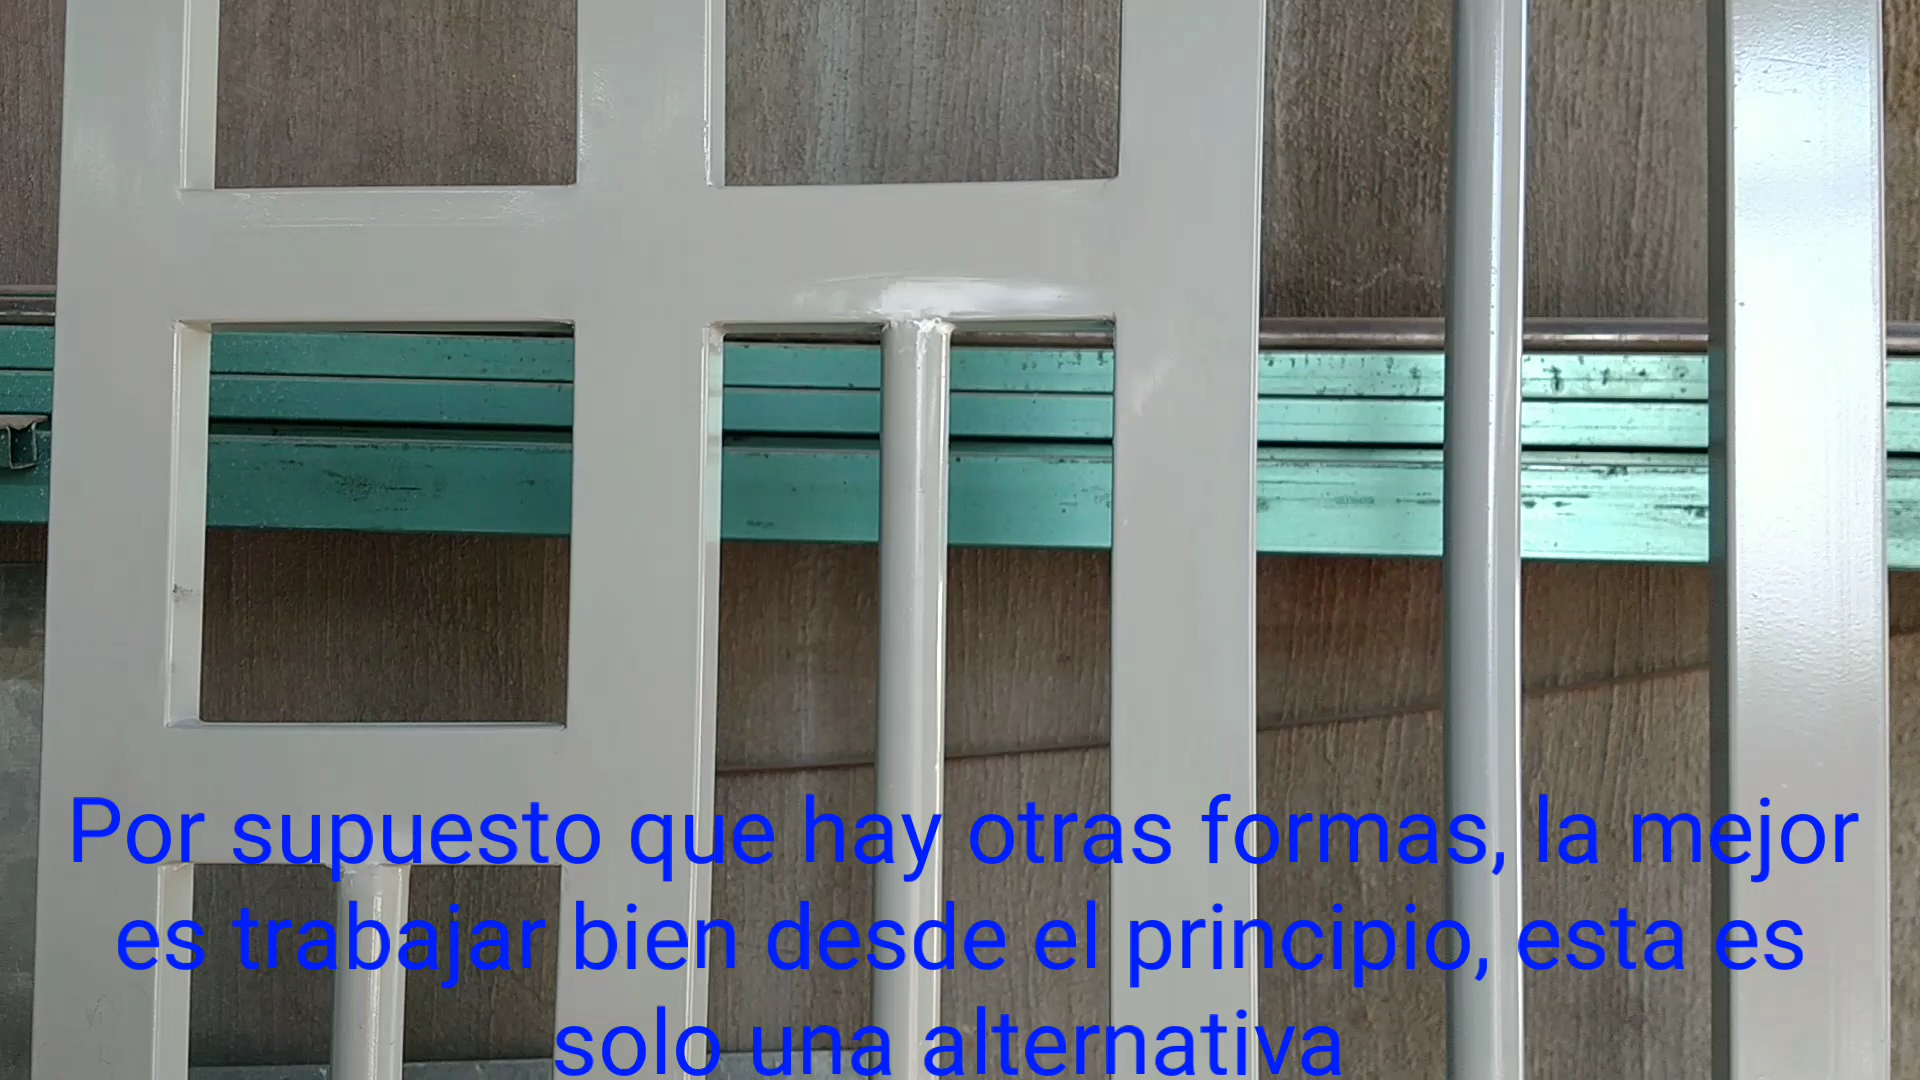 Por supuesto que hay otras formas, la mejor
es trabajar bien desde el principio, esta es
solo una alternativa